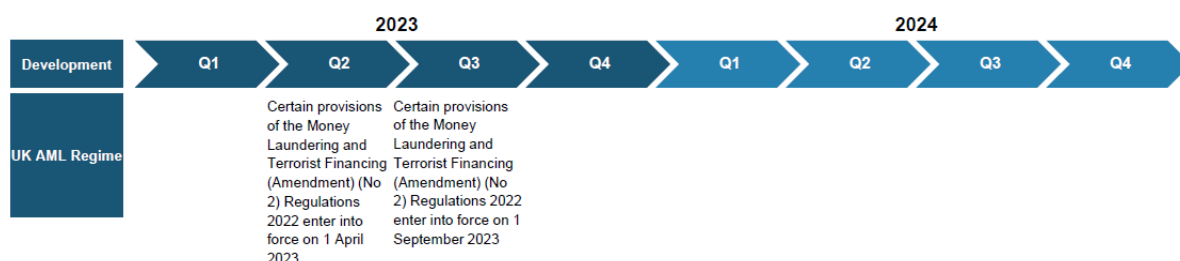 2023
2024
Development
Q1
Q2
Q3
Q4
Q1
Q2
Q3
Q4
UK AML Regime
Certain provisions
of the Money
Laundering and
Terrorist Financing
(Amendment) (No
2) Regulations
2022 enter into
force on 1 April
2023
Certain provisions
of the Money
Laundering and
Terrorist Financing
(Amendment) (No
2) Regulations 2022
enter into force on 1
September 2023